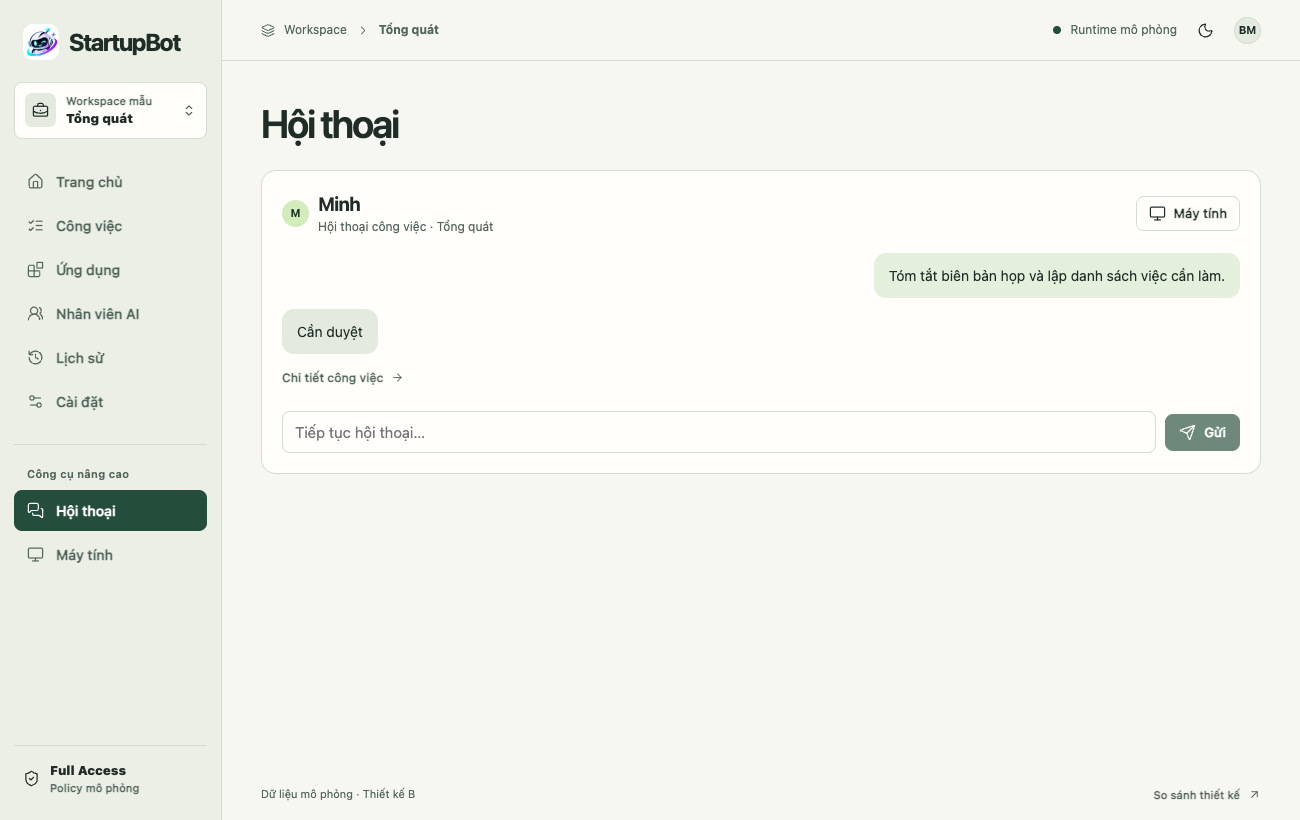 StartupBot
Workspace mẫu
Tổng quát
Trang chủ
Công việc
Ứng dụng
Nhân viên AI
Lịch sử
Cài đặt
Công cụ nâng cao
Hội thoại
Máy tính
Full Access
Policy mô phỏng
Workspace
Tổng quát
Runtime mô phỏng
BM
Hội thoại
M
Minh
Hội thoại công việc · Tổng quát
Máy tính
Tóm tắt biên bản họp và lập danh sách việc cần làm.
Cần duyệt
Chi tiết công việc
Tiếp tục hội thoại...
Gửi
Dữ liệu mô phỏng · Thiết kế B
So sánh thiết kế